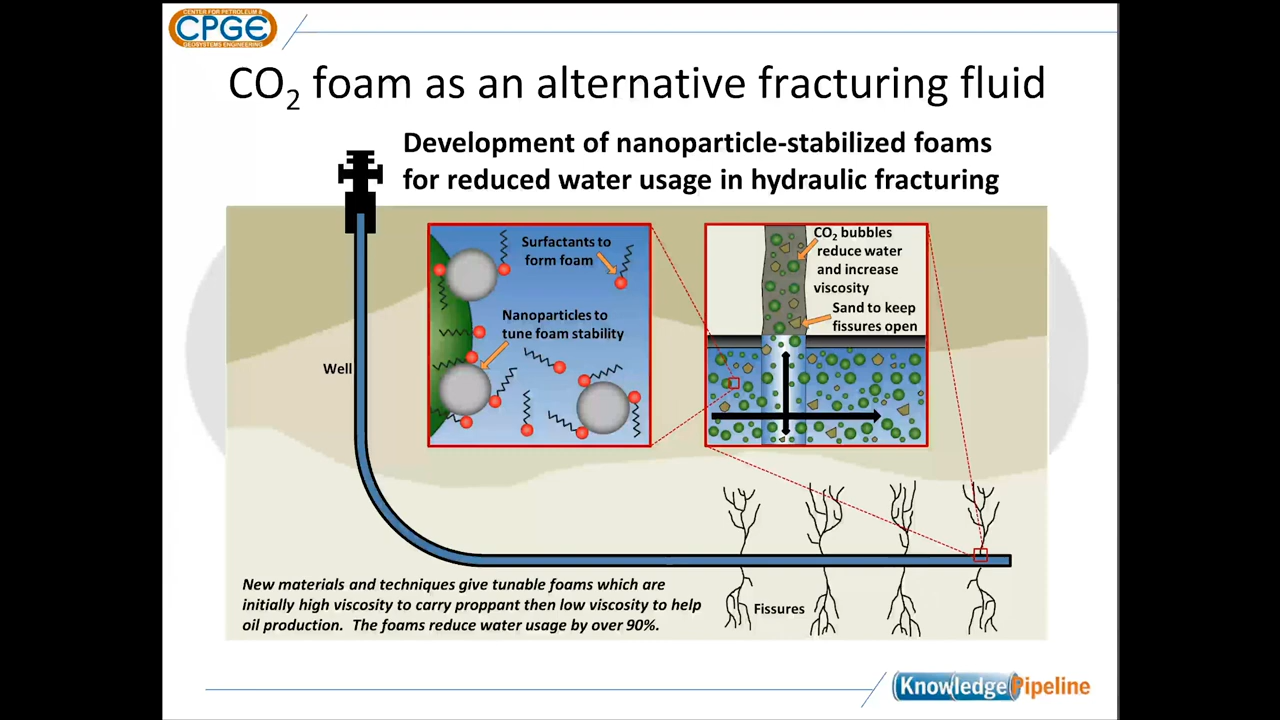 CENTER FOR PETROLEUM &
CPGE
GEOSYSTEMS ENGINEERING
CO2 foam as an alternative fracturing fluid
Development of nanoparticle-stabilized foams
for reduced water usage in hydraulic fracturing
Surfactants to
form foam
Nanoparticles to
tune foam stability
CO2 bubbles
reduce water
and increase
viscosity
Sand to keep
fissures open
Well
New materials and techniques give tunable foams which are
initially high viscosity to carry proppant then low viscosity to help
oil production. The foams reduce water usage by over 90%.
Fissures
Knowledge Pipeline